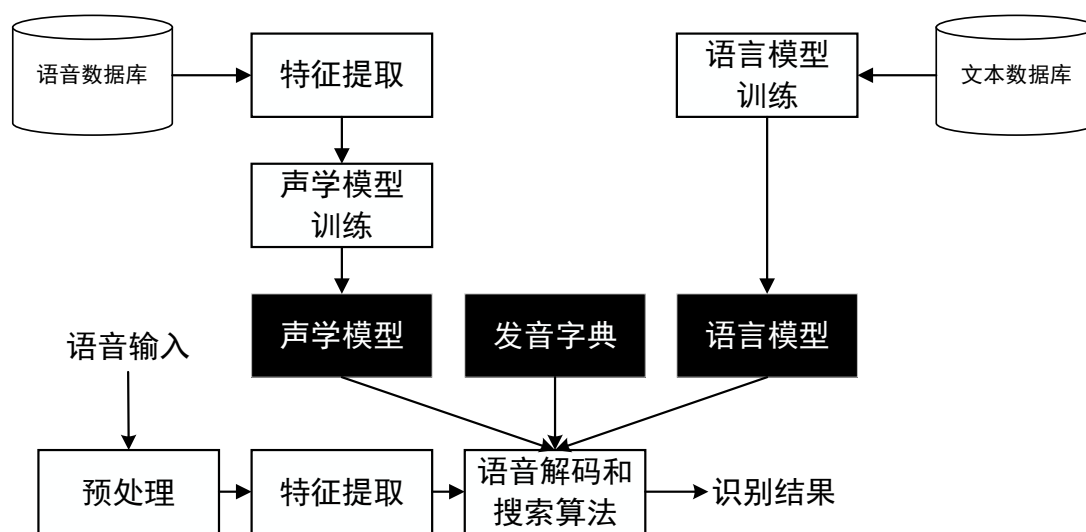 语音数据库
特征提取
语言模型
训练
文本数据库
声学模型
训练
声学模型
发音字典
语言模型
语音输入
预处理
特征提取
语音解码和
搜索算法
识别结果